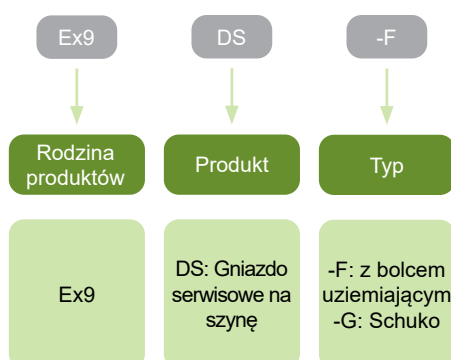 Ex9
DS
-F
Rodzina
produktów
Produkt
Typ
Ex9
DS: Gniazdo
serwisowe na
szynę
-F: z bolcem
uziemiającym
-G: Schuko